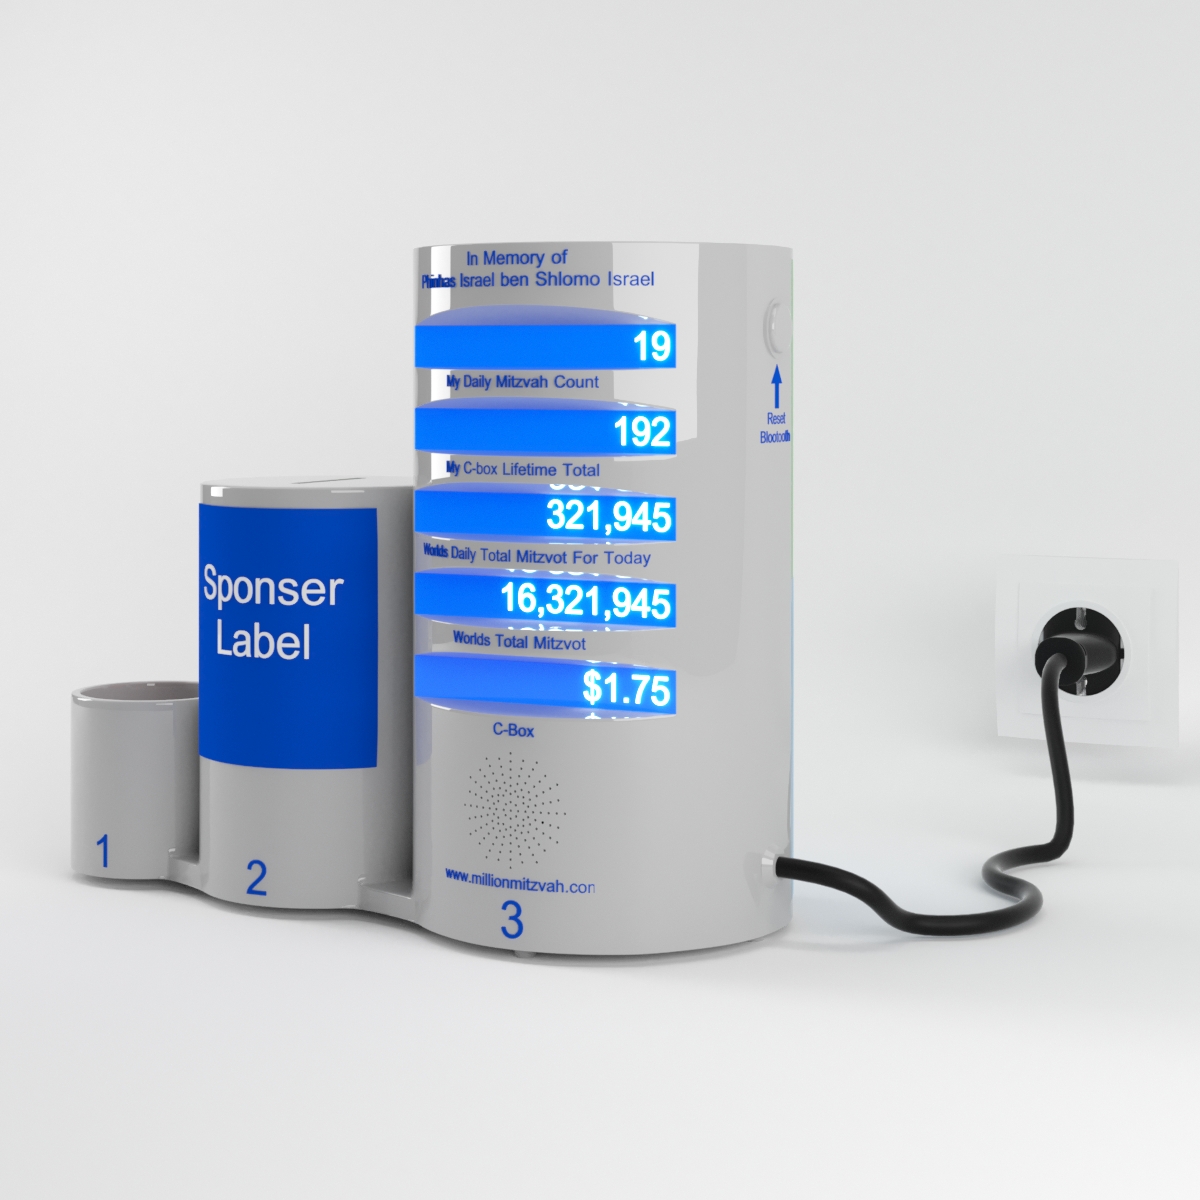 In Memory of
Phinhas Israel ben Shlomo Israel
19
My Daily Mitzvah Count
192
My C-box Lifetime Total
321,945
Worlds Daily Total Mitzvot For Today
16,321,945
Worlds Total Mitzvot
$1.75
C-Box
www.millionmitzvah.com
3
Reset
Blootooth
Sponser
Label
2
1